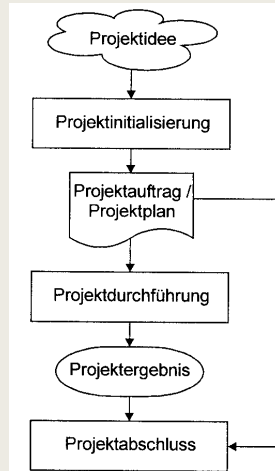 Projektidee
Projektinitialisierung
Projektauftrag /
Projektplan
Projektdurchführung
Projektergebnis
Projektabschluss